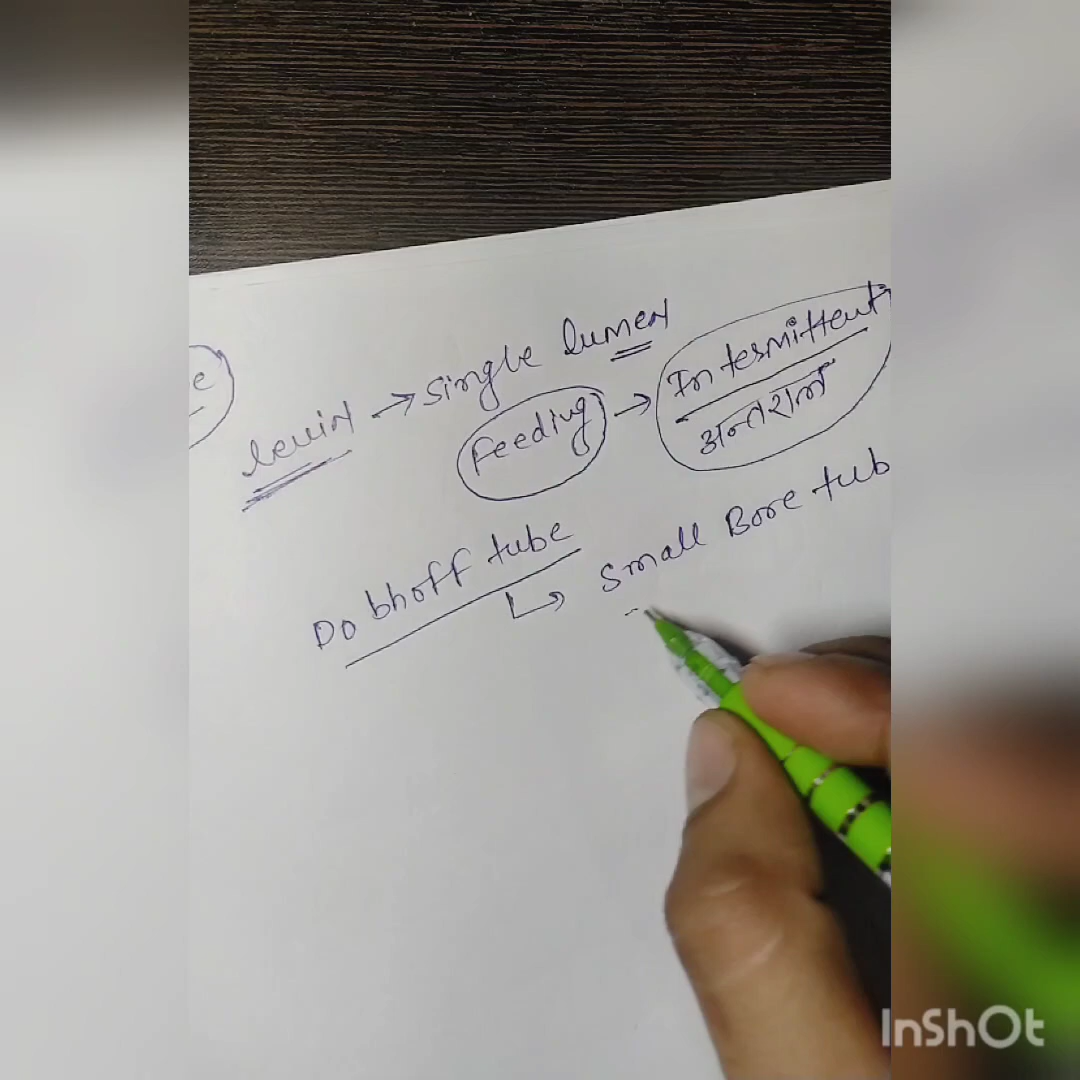 e
levin → single lumen
Feeding → Intermittent
अन्तराल
Dobhoff tube
↳ Small Bore tub
InShOt